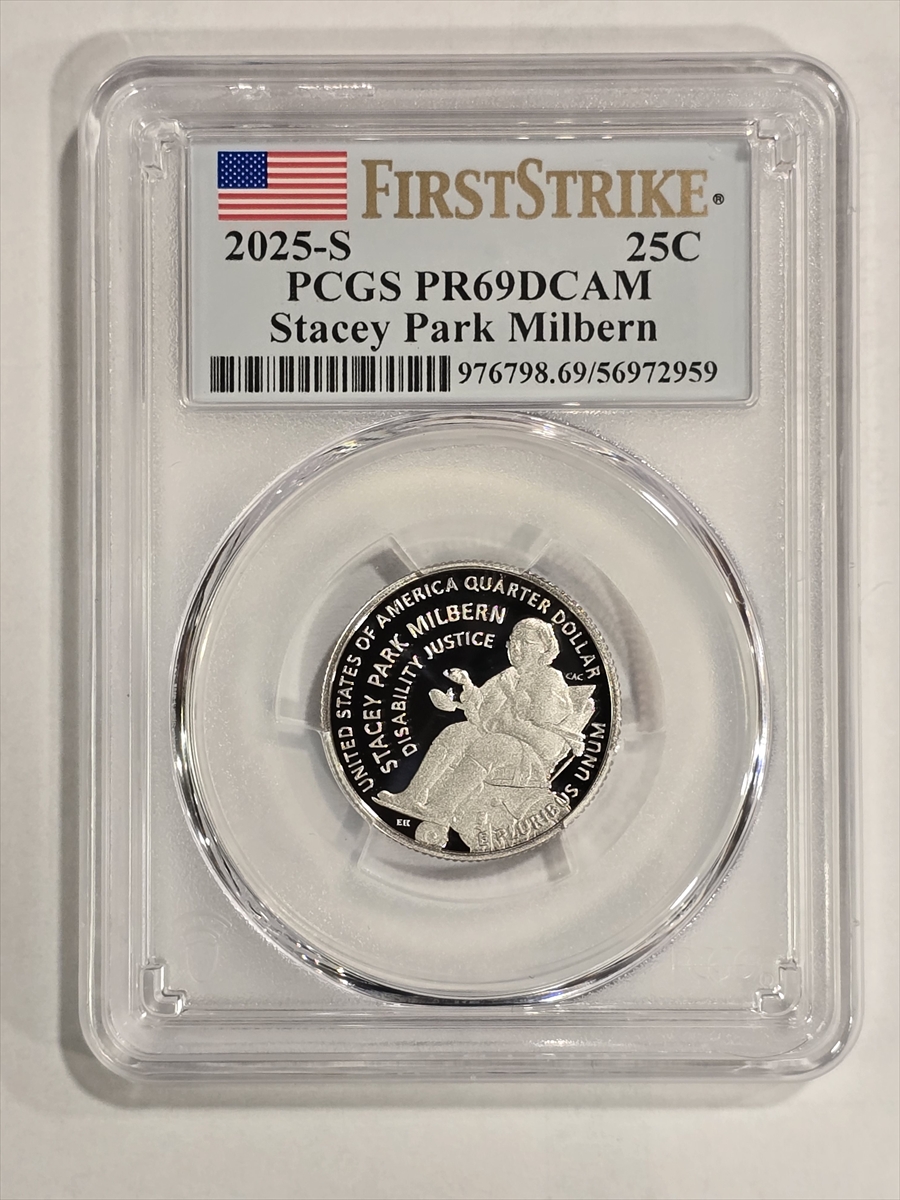 FIRSTSTRIKE®
2025-S 25C
PCGS PR69DCAM
Stacey Park Milbern
976798.69/56972959
UNITED STATES OF AMERICA QUARTER DOLLAR
STACEY PARK MILBERN
DISABILITY JUSTICE
CAC
E PLURIBUS UNUM
EH